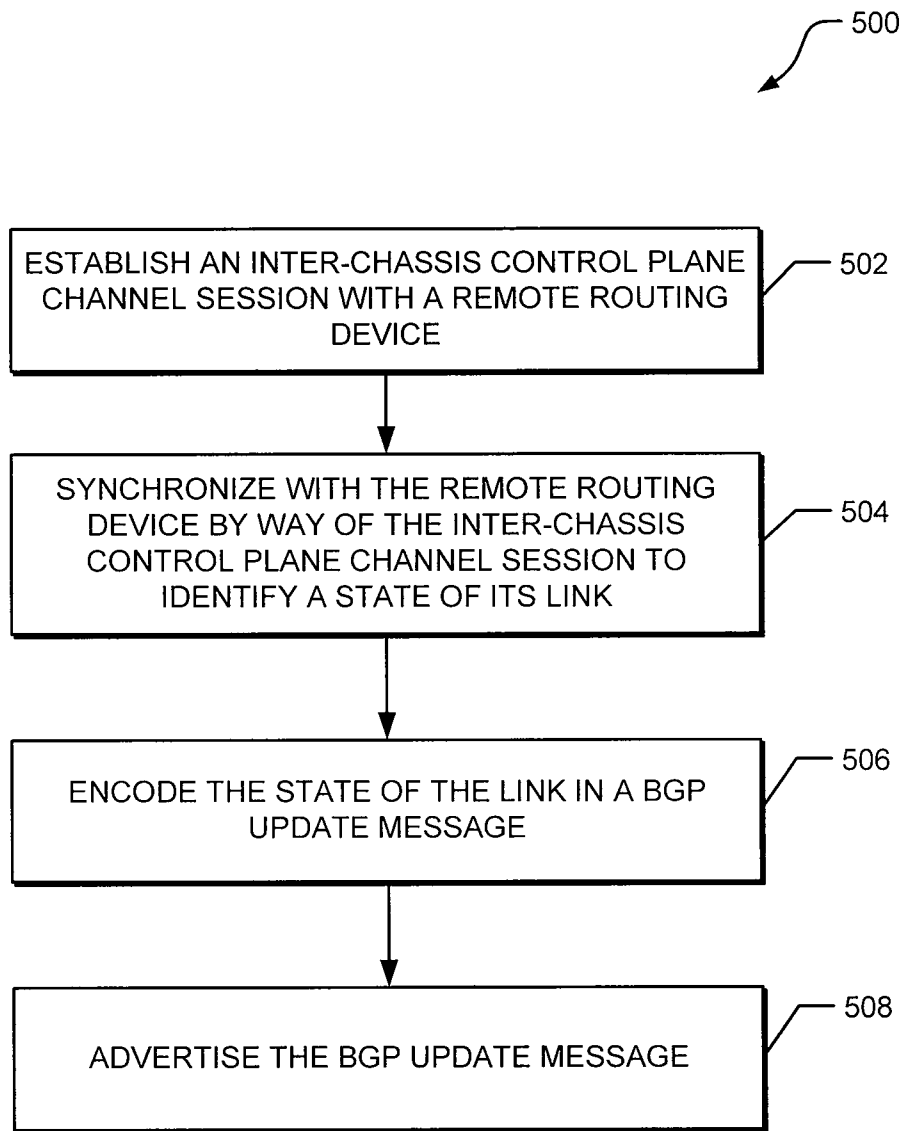 500
ESTABLISH AN INTER-CHASSIS CONTROL PLANE
CHANNEL SESSION WITH A REMOTE ROUTING
DEVICE
502
SYNCHRONIZE WITH THE REMOTE ROUTING
DEVICE BY WAY OF THE INTER-CHASSIS
CONTROL PLANE CHANNEL SESSION TO
IDENTIFY A STATE OF ITS LINK
504
ENCODE THE STATE OF THE LINK IN A BGP
UPDATE MESSAGE
506
ADVERTISE THE BGP UPDATE MESSAGE
508